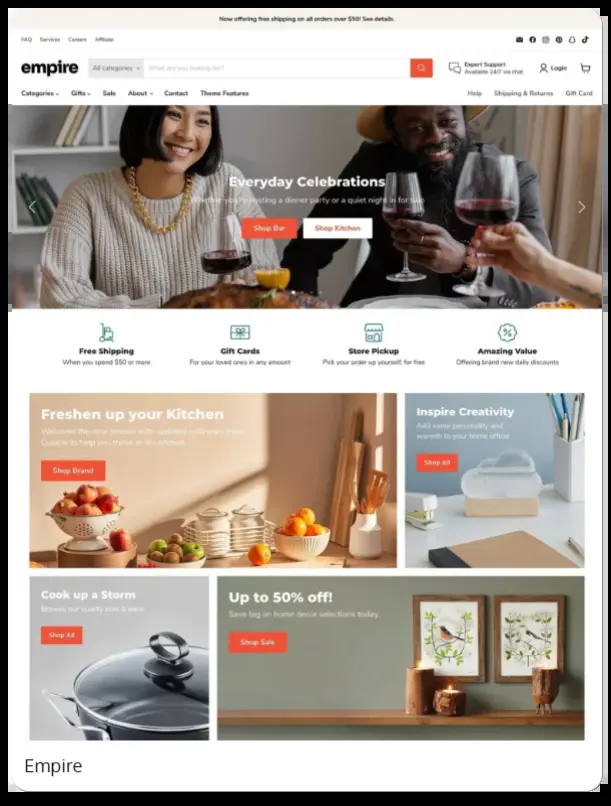 Now offering free shipping on all orders over $50! See details.
FAQ Services Careers Affiliate
empire
All categories
What are you looking for?
Expert Support
Available 24/7 via chat
Login
Categories Gifts Sale About Contact Theme Features
Help Shipping & Returns Gift Card
Everyday Celebrations
Whether you're hosting a dinner party or a quiet night in for two
Shop Bar Shop Kitchen
Free Shipping
When you spend $50 or more
Gift Cards
For your loved ones in any amount
Store Pickup
Pick your order up yourself, for free
Amazing Value
Offering brand new daily discounts
Freshen up your Kitchen
Welcome the new season with updated
to help you thrive in the kitchen.
Shop Brand
Inspire Creativity
Add some personality and
warmth to your home office
Shop All
Cook up a Storm
Browse our quality pots & pans
Shop All
Up to 50% off!
Save big on home decor selections today.
Shop Sale
Empire